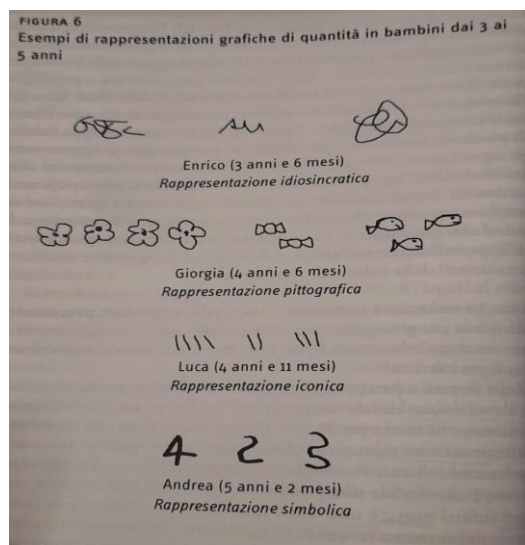 FIGURA 6
Esempi di rappresentazioni grafiche di quantità in bambini dai 3 ai
5 anni
Enrico (3 anni e 6 mesi)
Rappresentazione idiosincratica
Giorgia (4 anni e 6 mesi)
Rappresentazione pittografica
Luca (4 anni e 11 mesi)
Rappresentazione iconica
4 2 3
Andrea (5 anni e 2 mesi)
Rappresentazione simbolica